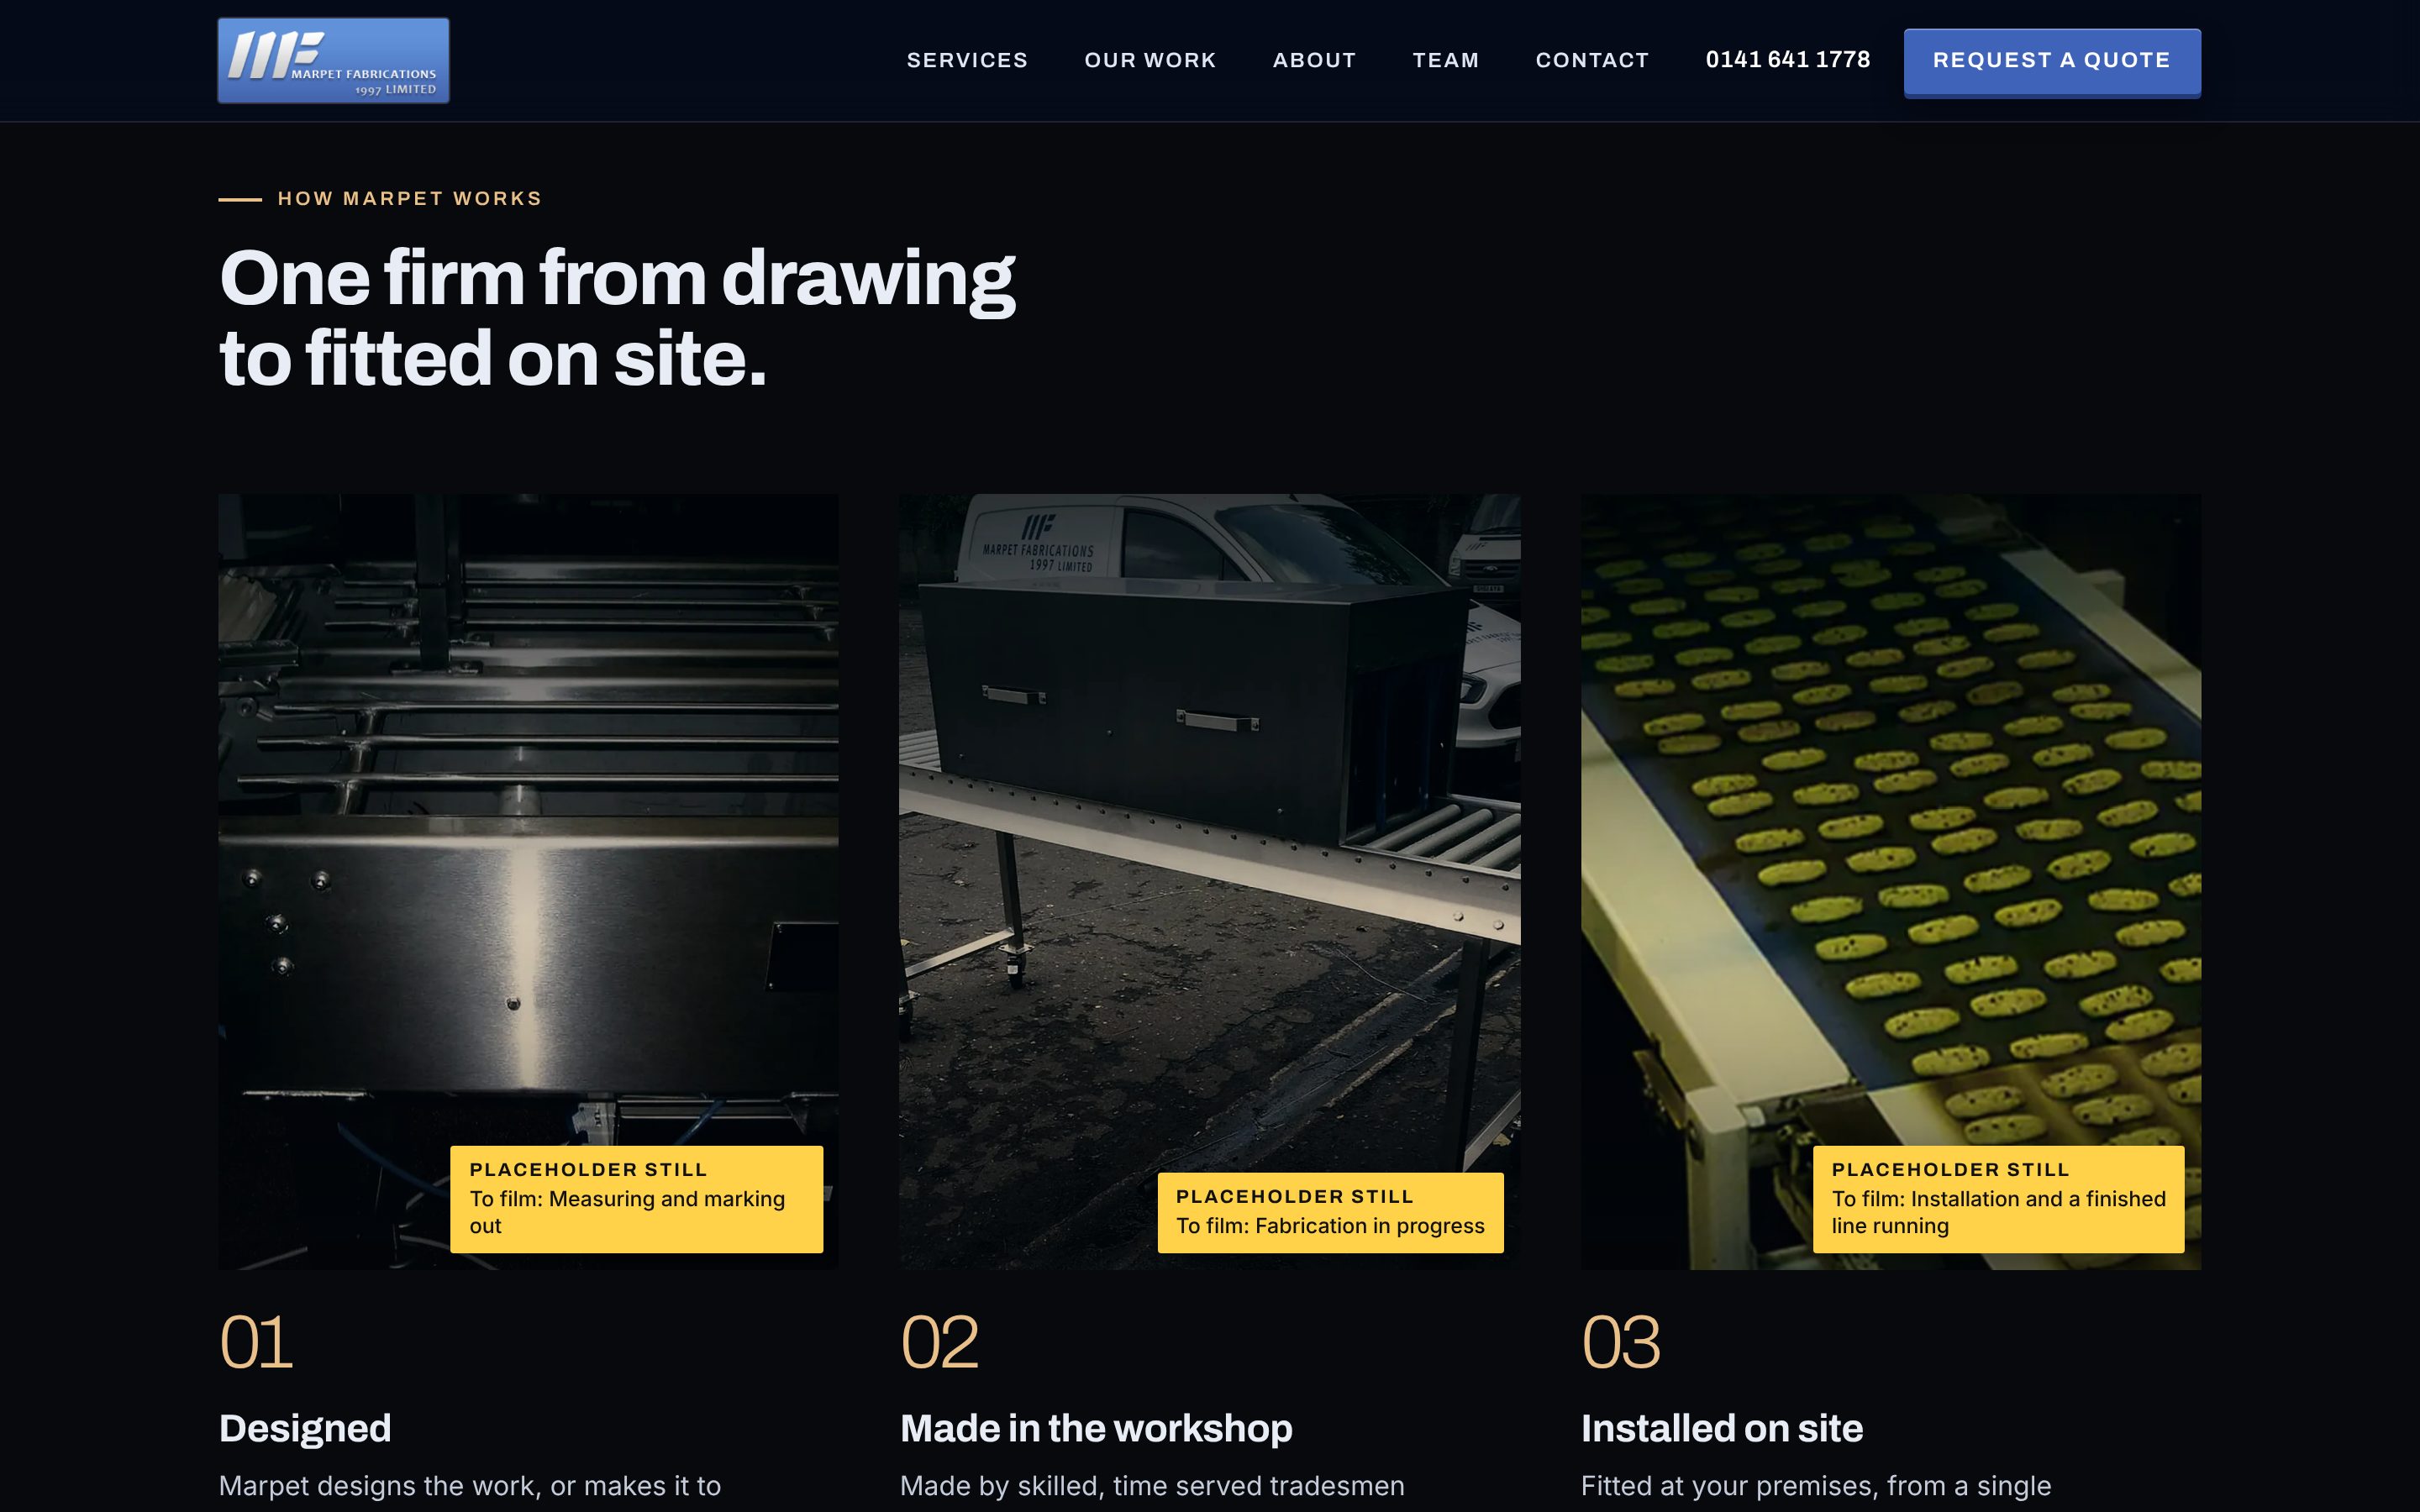 MF
MARPET FABRICATIONS
1997 LIMITED
SERVICES
OUR WORK
ABOUT
TEAM
CONTACT
0141 641 1778
REQUEST A QUOTE
HOW MARPET WORKS
One firm from drawing
to fitted on site.
MF
MARPET FABRICATIONS
1997 LIMITED
PLACEHOLDER STILL
To film: Measuring and marking
out
PLACEHOLDER STILL
To film: Fabrication in progress
PLACEHOLDER STILL
To film: Installation and a finished
line running
01
Designed
Marpet designs the work, or makes it to
02
Made in the workshop
Made by skilled, time served tradesmen
03
Installed on site
Fitted at your premises, from a single